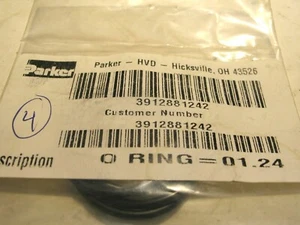 Parker
Parker - HVD - Hicksville, OH 43526
3912881242
Customer Number
3912881242
4
scription O RING=01.24